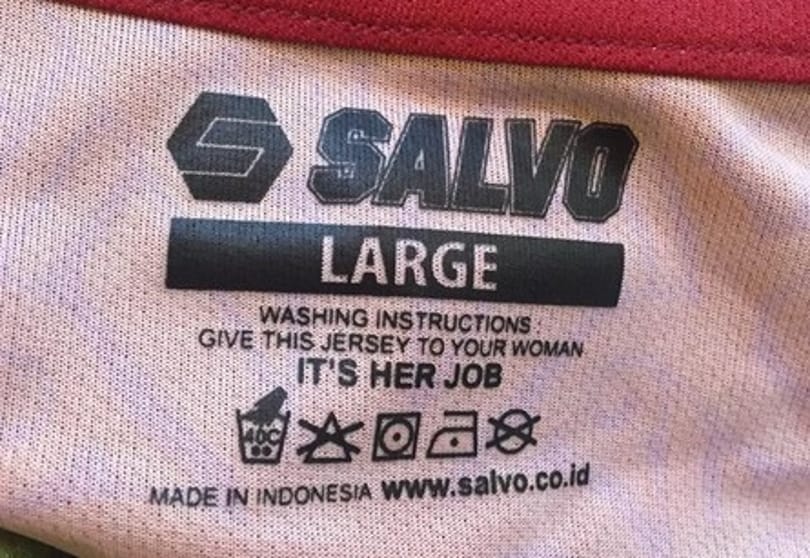 SALVO
LARGE
WASHING INSTRUCTIONS :
GIVE THIS JERSEY TO YOUR WOMAN
IT'S HER JOB
40C
MADE IN INDONESIA www.salvo.co.id